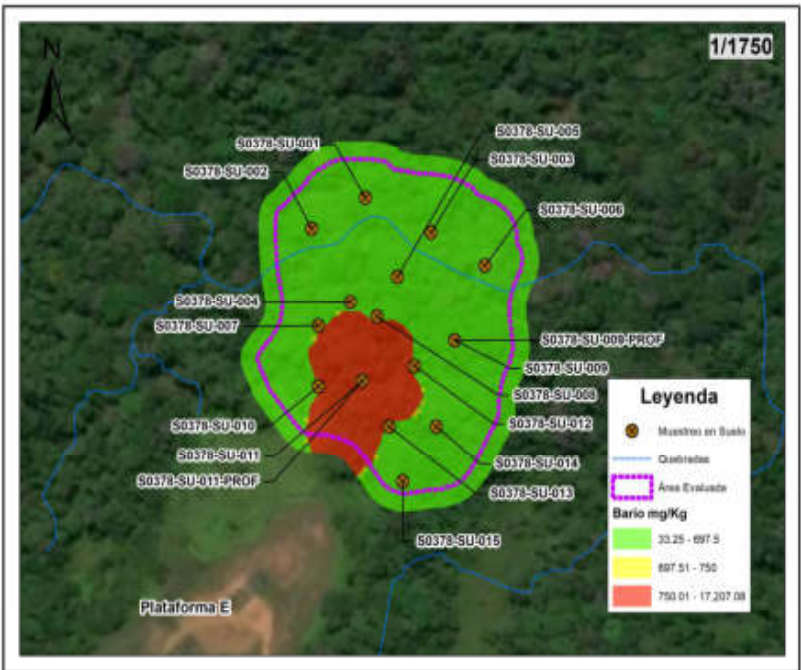 N
1/1750
S0378-SU-001
S0378-SU-005
S0378-SU-003
S0378-SU-002
S0378-SU-006
S0378-SU-004
S0378-SU-007
S0378-SU-009-PROF
S0378-SU-009
S0378-SU-008
S0378-SU-010
S0378-SU-012
S0378-SU-011
S0378-SU-014
S0378-SU-011-PROF
S0378-SU-013
S0378-SU-015
Plataforma E
Leyenda
Muestreo en Suelo
Quebradas
Área Evaluada
Bario mg/Kg
33.25 - 697.5
697.51 - 750
750.01 - 17,207.08